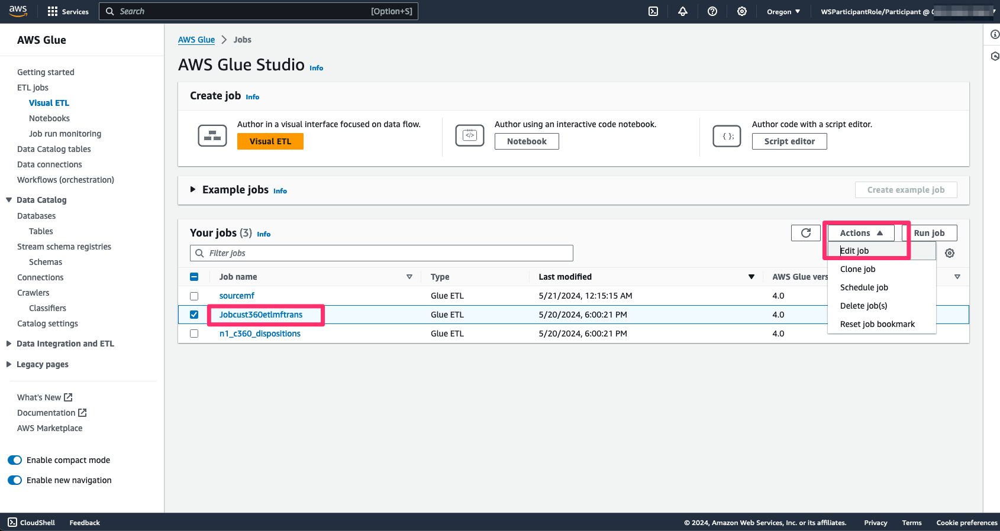 aws Services Search [Option+S] Oregon WSParticipantRole/Participant @
AWS Glue
Getting started
ETL jobs
Visual ETL
Notebooks
Job run monitoring
Data Catalog tables
Data connections
Workflows (orchestration)
Data Catalog
Databases
Tables
Stream schema registries
Schemas
Connections
Crawlers
Classifiers
Catalog settings
Data Integration and ETL
Legacy pages
What's New
Documentation
AWS Marketplace
Enable compact mode
Enable new navigation
AWS Glue Jobs
AWS Glue Studio Info
Create job Info
Author in a visual interface focused on data flow.
Visual ETL
Author using an interactive code notebook.
Notebook
Author code with a script editor.
Script editor
Example jobs Info Create example job
Your jobs (3) Info Actions Run job
Filter jobs
Edit job
Clone job
Schedule job
Delete job(s)
Reset job bookmark
Job name Type Last modified AWS Glue vers
sourcemf Glue ETL 5/21/2024, 12:15:15 AM 4.0
Jobcust360etlmftrans Glue ETL 5/20/2024, 6:00:21 PM 4.0
n1_c360_dispositions Glue ETL 5/20/2024, 6:00:21 PM 4.0
CloudShell Feedback © 2024, Amazon Web Services, Inc. or its affiliates. Privacy Terms Cookie preferences